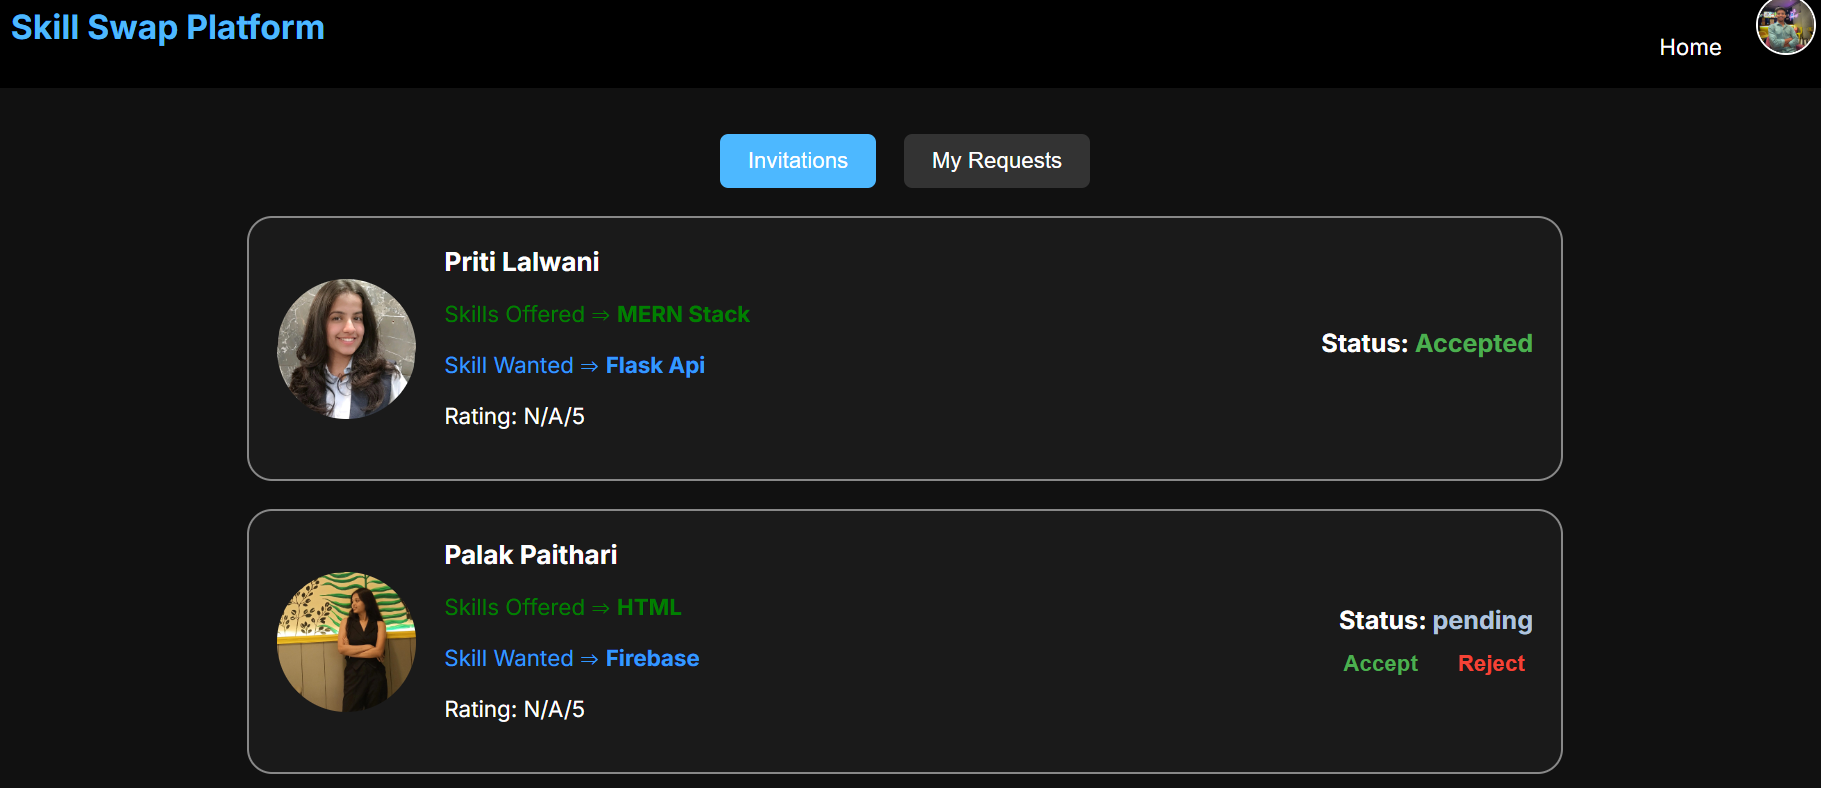 Skill Swap Platform
Home
Invitations
My Requests
Priti Lalwani
Skills Offered ⇒ MERN Stack
Skill Wanted ⇒ Flask Api
Rating: N/A/5
Status: Accepted
Palak Paithari
Skills Offered ⇒ HTML
Skill Wanted ⇒ Firebase
Rating: N/A/5
Status: pending
Accept Reject